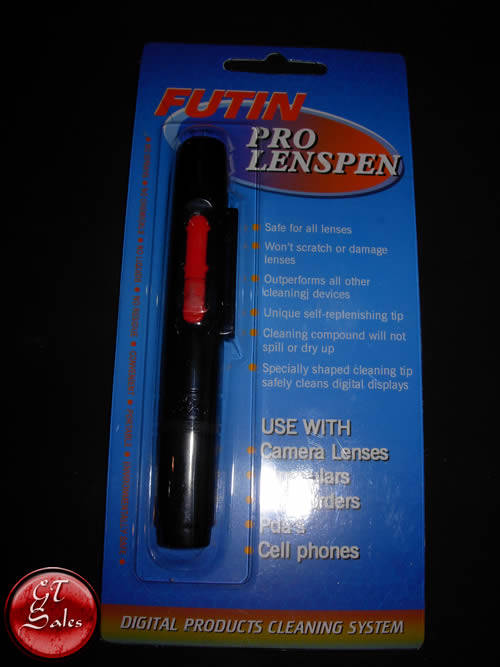 FUTIN
PRO
LENSPEN
Safe for all lenses
Won't scratch or damage
lenses
Outperforms all other
cleaning devices
Unique self-replenishing tip
Cleaning compound will not
spill or dry up
Specially shaped cleaning tip
safely cleans digital displays
USE WITH
Camera Lenses
Cell phones
DIGITAL PRODUCTS CLEANING SYSTEM
GT
Sales